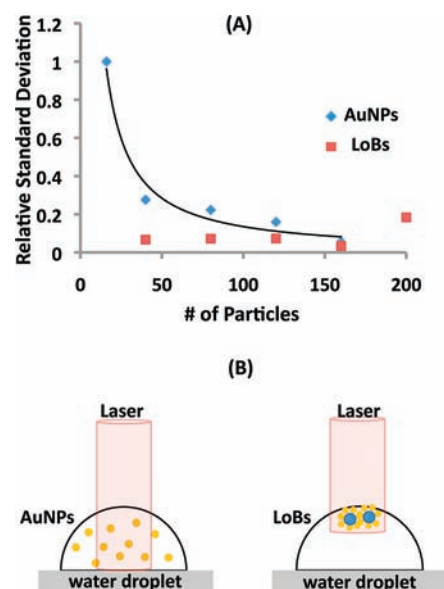 (A)
Relative Standard Deviation
1.2
1
0.8
0.6
0.4
0.2
0
0 50 100 150 200
# of Particles
AuNPs
LoBs
(B)
Laser
AuNPs
water droplet
Laser
LoBs
water droplet